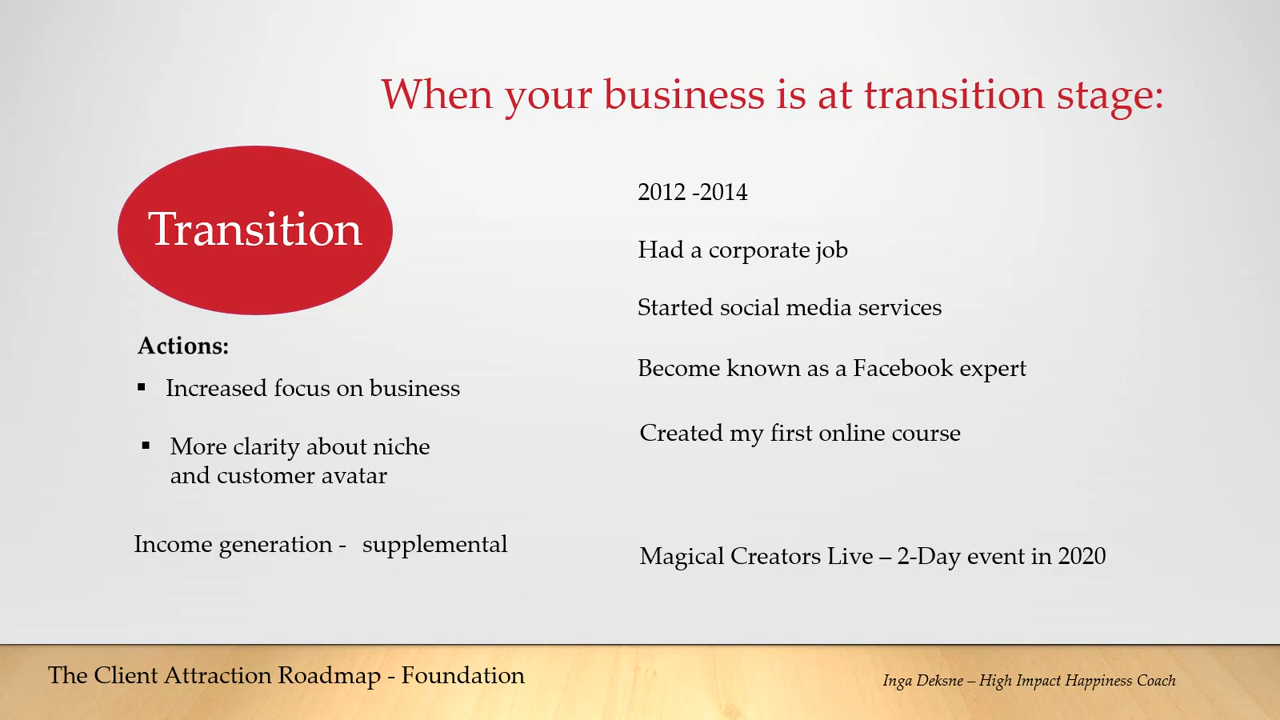 When your business is at transition stage:
Transition
Actions:
▪ Increased focus on business
▪ More clarity about niche
and customer avatar
Income generation - supplemental
2012 -2014
Had a corporate job
Started social media services
Become known as a Facebook expert
Created my first online course
Magical Creators Live – 2-Day event in 2020
The Client Attraction Roadmap - Foundation
Inga Deksne – High Impact Happiness Coach